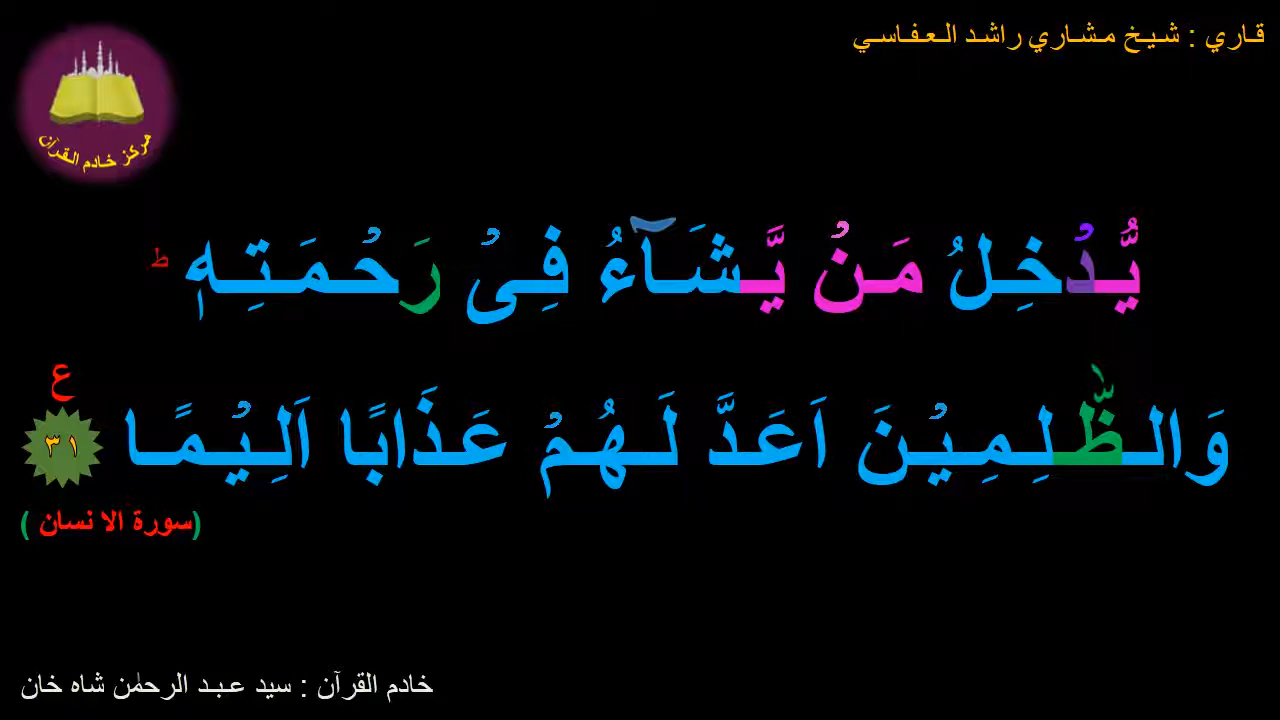 قاري : شيخ مشاري راشد العفاسي
مركز خادم القرآن
يُّدْخِلُ مَنْ يَّشَآءُ فِىْ رَحْمَتِهٖ ؕ
وَالظّٰلِمِيْنَ اَعَدَّ لَهُمْ عَذَابًا اَلِيْمًا ٣١ ع
(سورة الا نسان )
خادم القرآن : سيد عبد الرحمٰن شاه خان